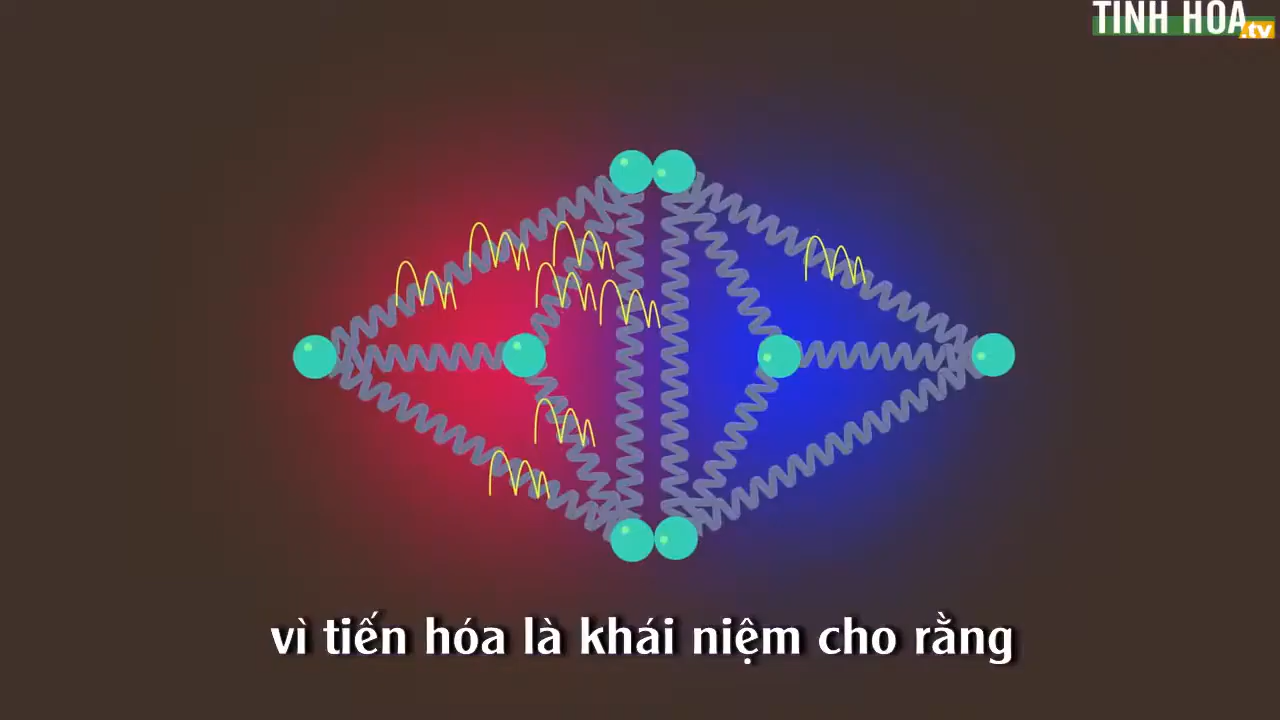 TINH HOA
.tv
vì tiến hóa là khái niệm cho rằng